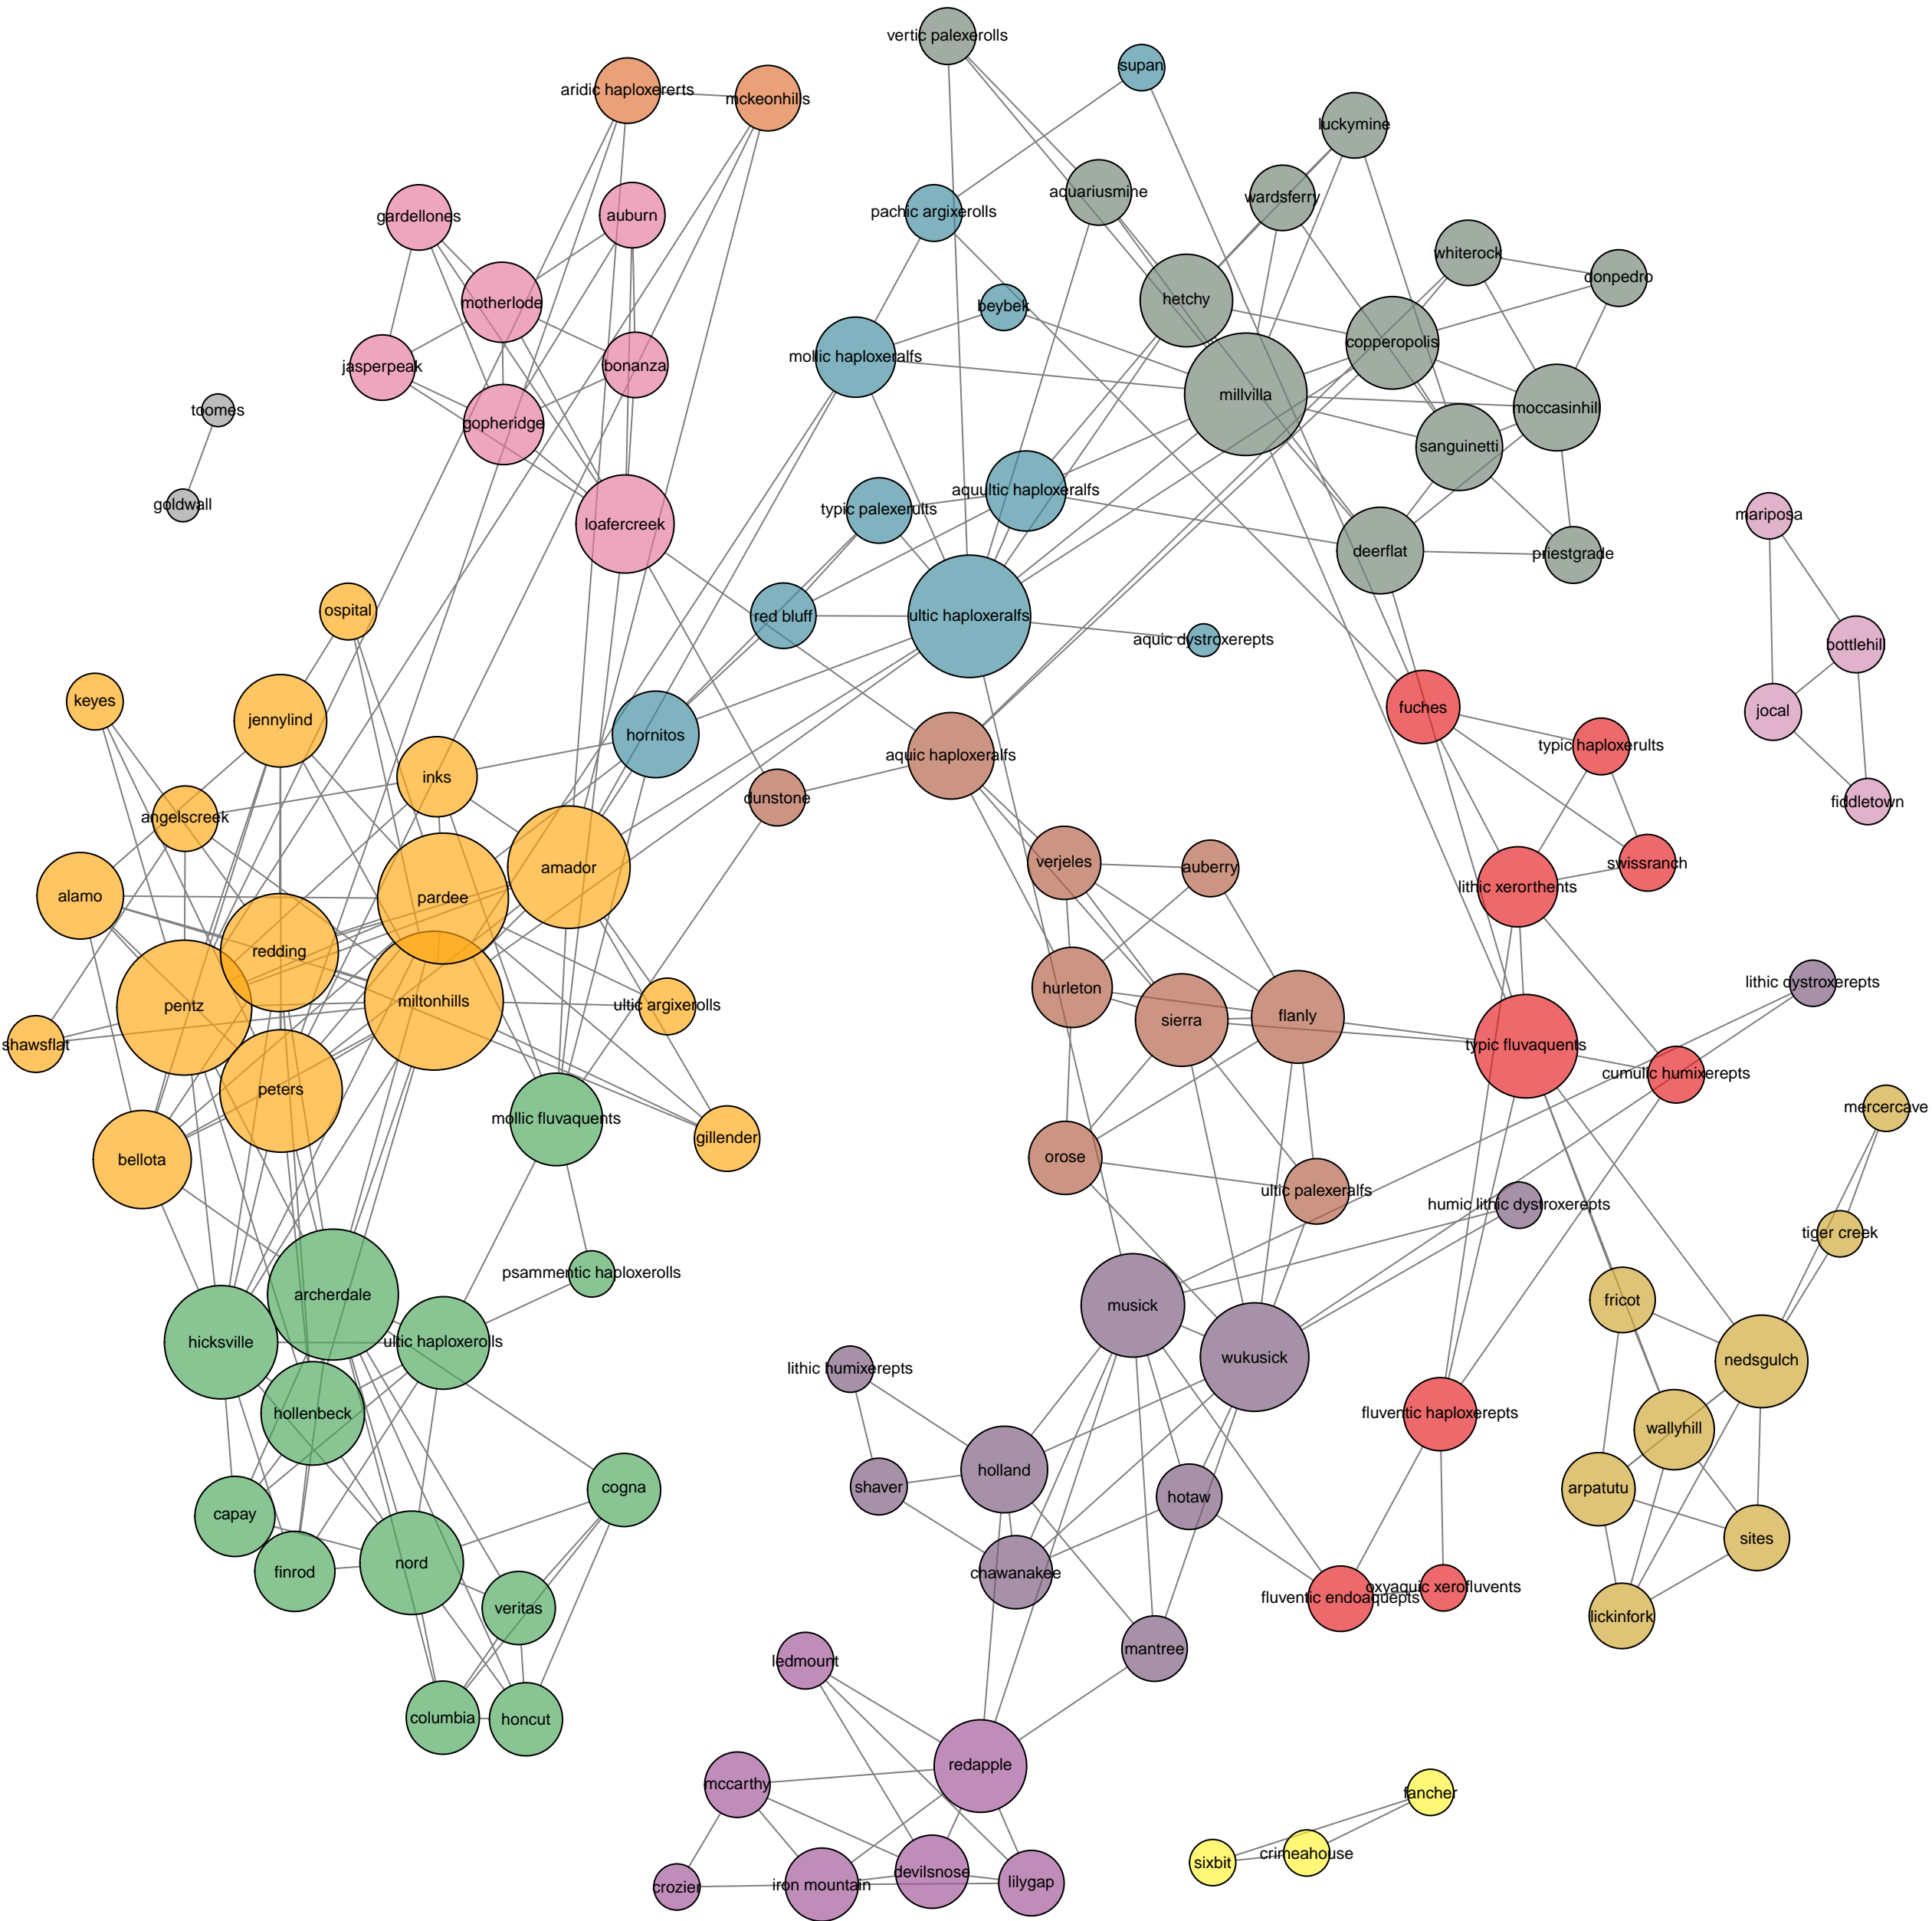 vertic palexerolls
supan
aridic haploxererts
mckeonhills
luckymine
aquariusmine
wardsferry
gardellones
auburn
pachic argixerolls
whiterock
donpedro
motherlode
hetchy
beybek
copperopolis
mollic haploxeralfs
jasperpeak
bonanza
millvilla
toomes
moccasinhill
gopheridge
sanguinetti
aquultic haploxeralfs
goldwall
typic palexerults
mariposa
loafercreek
deerflat
priestgrade
ospital
red bluff
ultic haploxeralfs
aquic dystroxerepts
bottlehill
keyes
fuches
jocal
jennylind
hornitos
typic haploxerults
aquic haploxeralfs
inks
dunstone
fiddletown
angelscreek
verjeles
auberry
swissranch
amador
lithic xerorthents
alamo
pardee
redding
lithic dystroxerepts
hurleton
pentz
miltonhills
ultic argixerolls
flanly
sierra
shawsflat
typic fluvaquents
cumulic humixerepts
peters
mercercave
mollic fluvaquents
gillender
bellota
orose
ultic palexeralfs
humic lithic dystroxerepts
tiger creek
psammentic haploxerolls
archerdale
fricot
musick
hicksville
ultic haploxerolls
wukusick
nedsgulch
lithic humixerepts
hollenbeck
fluventic haploxerepts
wallyhill
holland
shaver
cogna
arpatutu
hotaw
capay
sites
nord
finrod
chawanakee
oxyaquic xerofluvents
fluventic endoaquepts
veritas
lickinfork
mantree
ledmount
columbia
honcut
redapple
mccarthy
fancher
crimeahouse
sixbit
devilsnose
lilygap
iron mountain
crozier